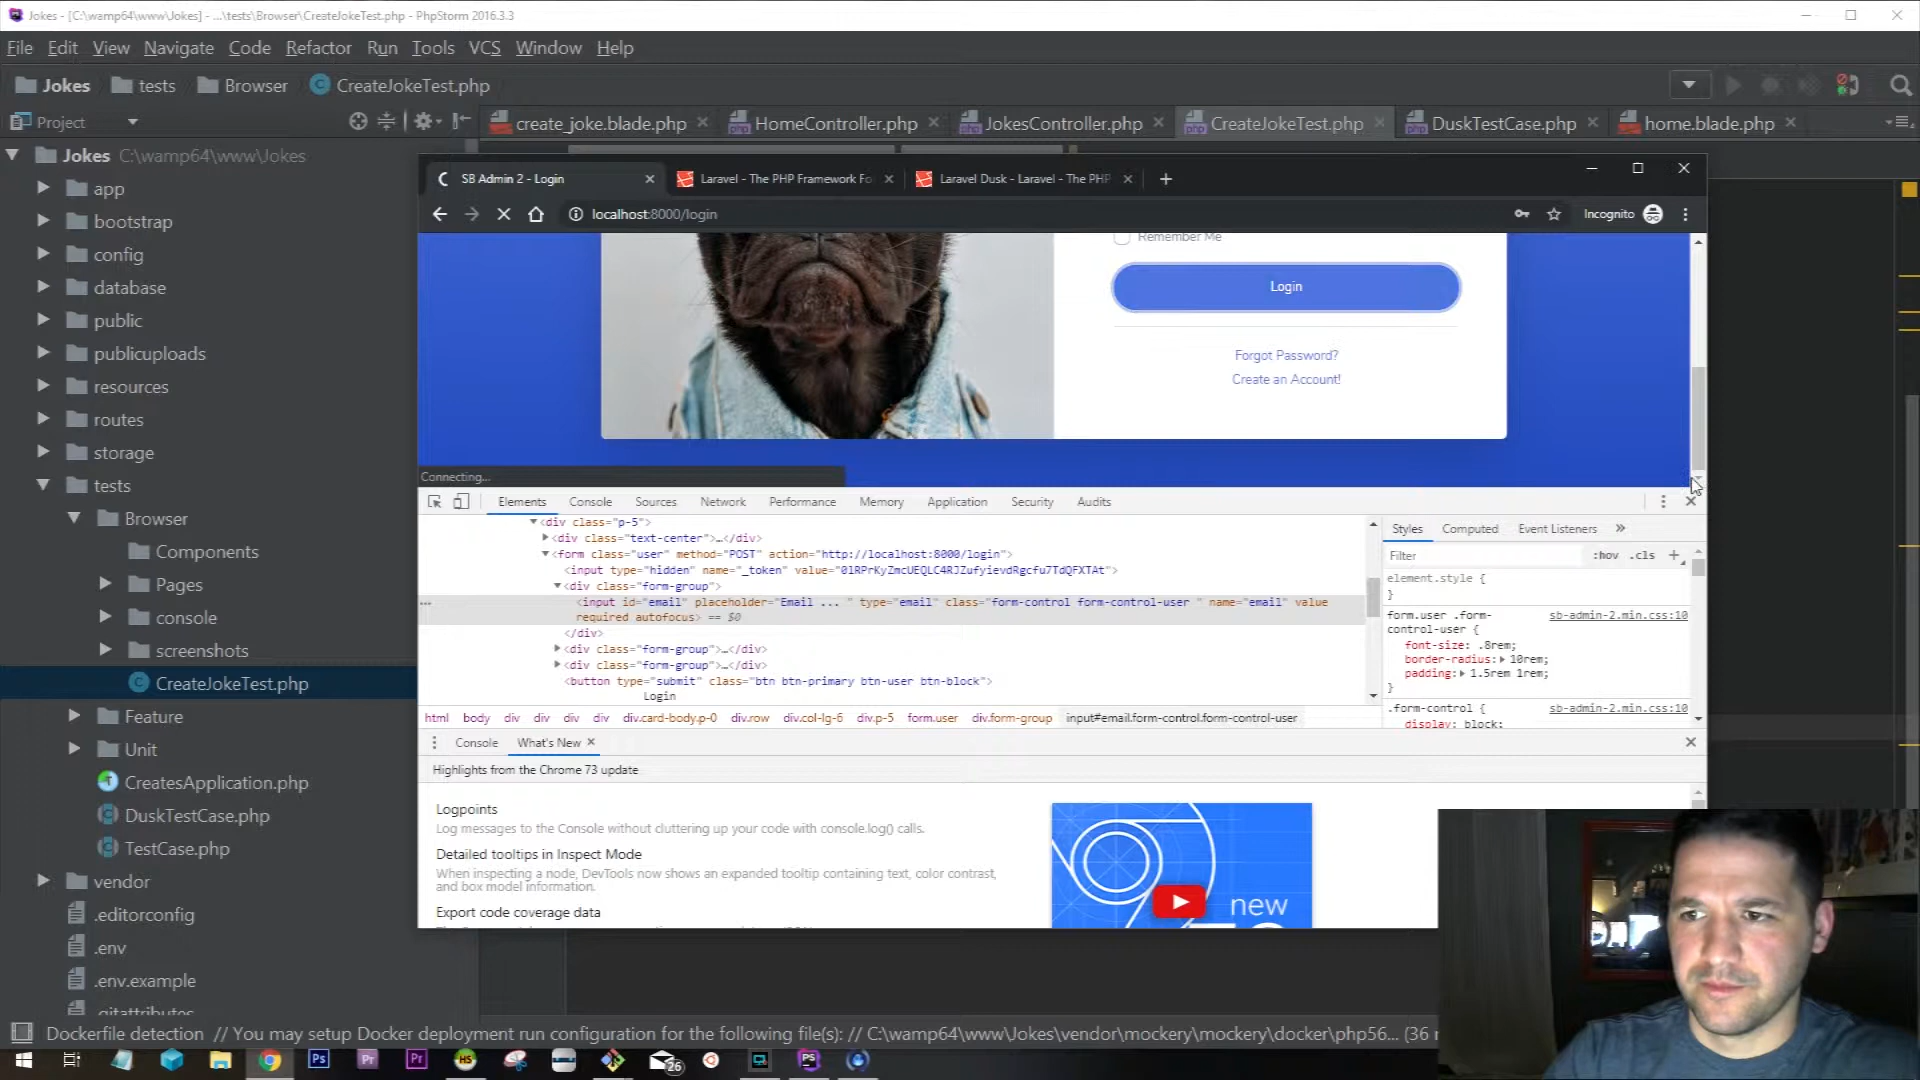 Jokes - [C:\wamp64\www\Jokes] - ...\tests\Browser\CreateJokeTest.php - PhpStorm 2016.3.3
File Edit View Navigate Code Refactor Run Tools VCS Window Help
Jokes tests Browser CreateJokeTest.php
Project
create_joke.blade.php HomeController.php JokesController.php CreateJokeTest.php DuskTestCase.php home.blade.php
Jokes C:\wamp64\www\Jokes
app
bootstrap
config
database
public
publicuploads
resources
routes
storage
tests
Browser
Components
Pages
console
screenshots
CreateJokeTest.php
Feature
Unit
CreatesApplication.php
DuskTestCase.php
TestCase.php
vendor
.editorconfig
.env
.env.example
.gitattributes
SB Admin 2 - Login
Laravel - The PHP Framework Fo
Laravel Dusk - Laravel - The PHP
localhost:8000/login
Incognito
Remember Me
Login
Forgot Password?
Create an Account!
Connecting...
Elements Console Sources Network Performance Memory Application Security Audits
<div class="p-5">
<div class="text-center">…</div>
<form class="user" method="POST" action="http://localhost:8000/login">
<input type="hidden" name="_token" value="0lRPrKyZmcUEQLC4RJZufyievdRgcfu7TdQFXTAt">
<div class="form-group">
<input id="email" placeholder="Email ... " type="email" class="form-control form-control-user " name="email" value
required autofocus> == $0
</div>
<div class="form-group">…</div>
<div class="form-group">…</div>
<button type="submit" class="btn btn-primary btn-user btn-block">
Login
html body div div div div div.card-body.p-0 div.row div.col-lg-6 div.p-5 form.user div.form-group input#email.form-control.form-control-user
Styles Computed Event Listeners »
Filter :hov .cls +
element.style {
}
form.user .form-
control-user {
sb-admin-2.min.css:10
font-size: .8rem;
border-radius: 10rem;
padding: 1.5rem 1rem;
}
.form-control {
sb-admin-2.min.css:10
display: block;
Console What's New
Highlights from the Chrome 73 update
Logpoints
Log messages to the Console without cluttering up your code with console.log() calls.
Detailed tooltips in Inspect Mode
When inspecting a node, DevTools now shows an expanded tooltip containing text, color contrast,
and box model information.
Export code coverage data
new
Dockerfile detection // You may setup Docker deployment run configuration for the following file(s): // C:\wamp64\www\Jokes\vendor\mockery\mockery\docker\php56... (36 m
Ps Pr Pr HS 26 PS